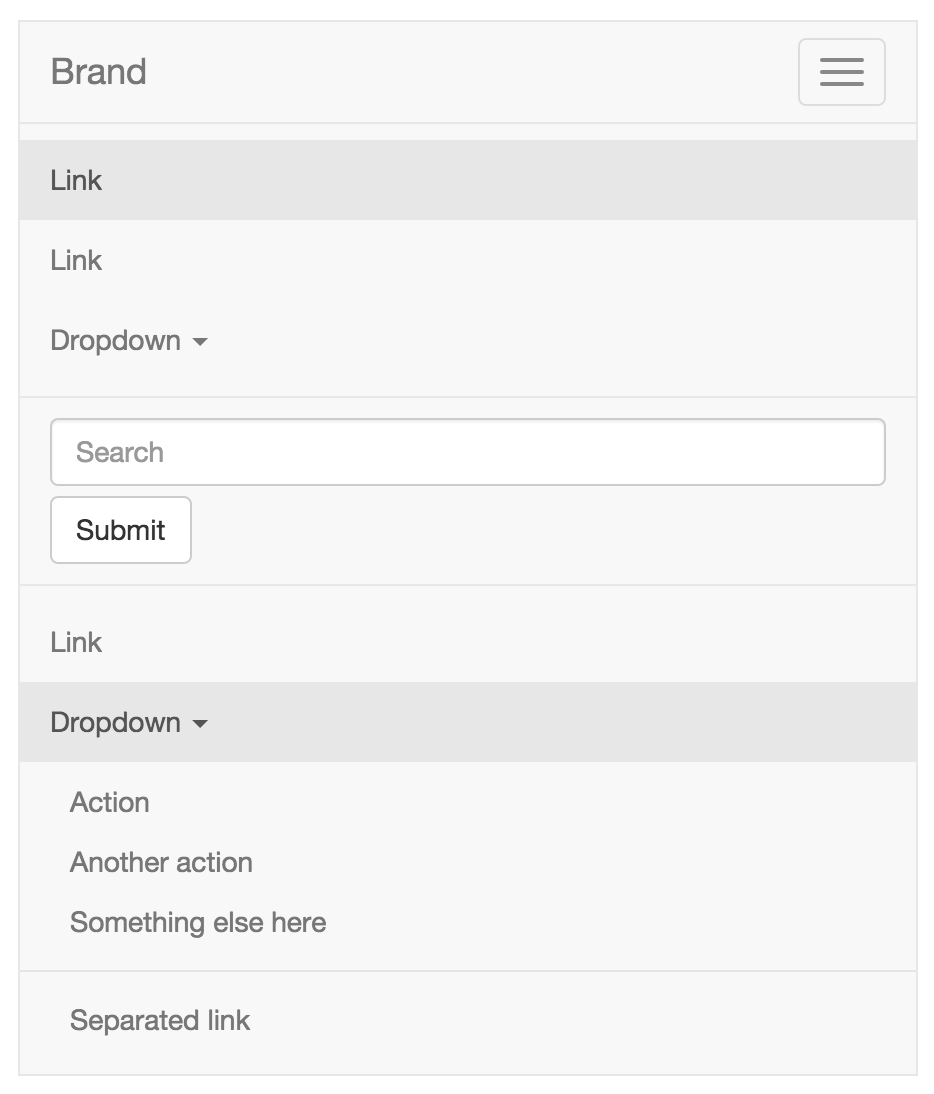 Brand
Link
Link
Dropdown
Search
Submit
Link
Dropdown
Action
Another action
Something else here
Separated link